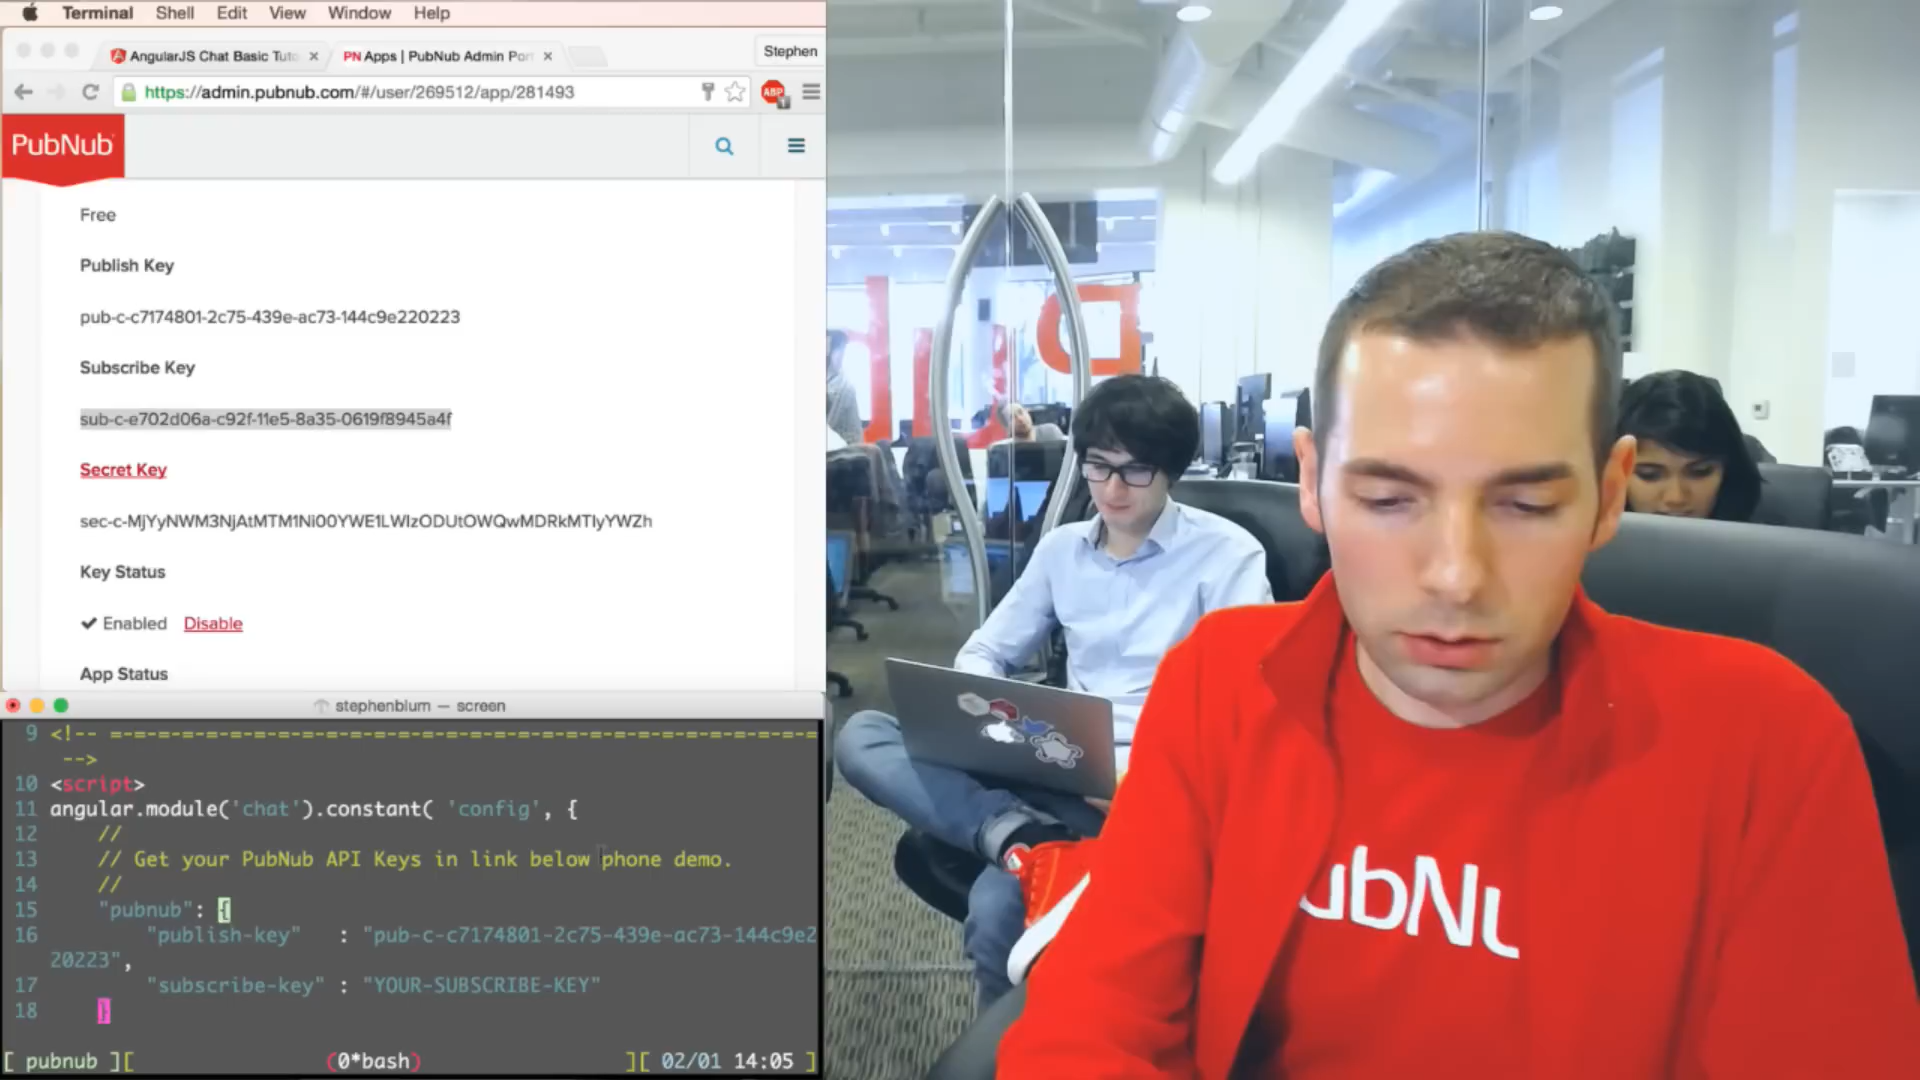 Terminal Shell Edit View Window Help
AngularJS Chat Basic Tuto
PN Apps | PubNub Admin Port
Stephen
https://admin.pubnub.com/#/user/269512/app/281493
ABP
1
PubNub
Free
Publish Key
pub-c-c7174801-2c75-439e-ac73-144c9e220223
Subscribe Key
sub-c-e702d06a-c92f-11e5-8a35-0619f8945a4f
Secret Key
sec-c-MjYyNWM3NjAtMTM1Ni00YWE1LWIzODUtOWQwMDRkMTIyYWZh
Key Status
Enabled Disable
App Status
stephenblum — screen
9 <!-- =-=-=-=-=-=-=-=-=-=-=-=-=-=-=-=-=-=-=-=-=-=-=-=-=-=-=-=-=
-->
10 <script>
11 angular.module('chat').constant( 'config', {
12 //
13 // Get your PubNub API Keys in link below phone demo.
14 //
15 "pubnub": {
16 "publish-key" : "pub-c-c7174801-2c75-439e-ac73-144c9e2
20223",
17 "subscribe-key" : "YOUR-SUBSCRIBE-KEY"
18 }
[ pubnub ][ (0*bash) ][ 02/01 14:05 ]
ubNu